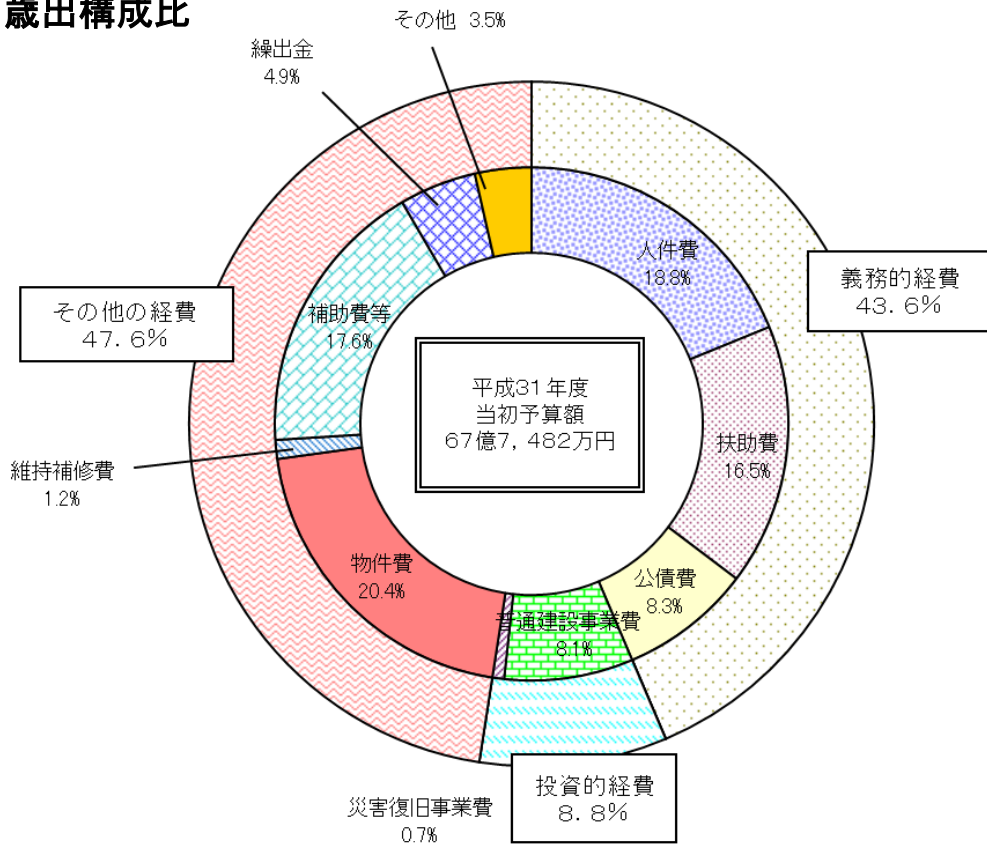 歳出構成比
その他 3.5%
繰出金
4.9%
人件費
18.8%
義務的経費
43.6%
その他の経費
47.6%
補助費等
17.6%
平成31年度
当初予算額
67億7,482万円
扶助費
16.5%
維持補修費
1.2%
物件費
20.4%
公債費
8.3%
普通建設事業費
8.1%
投資的経費
8.8%
災害復旧事業費
0.7%